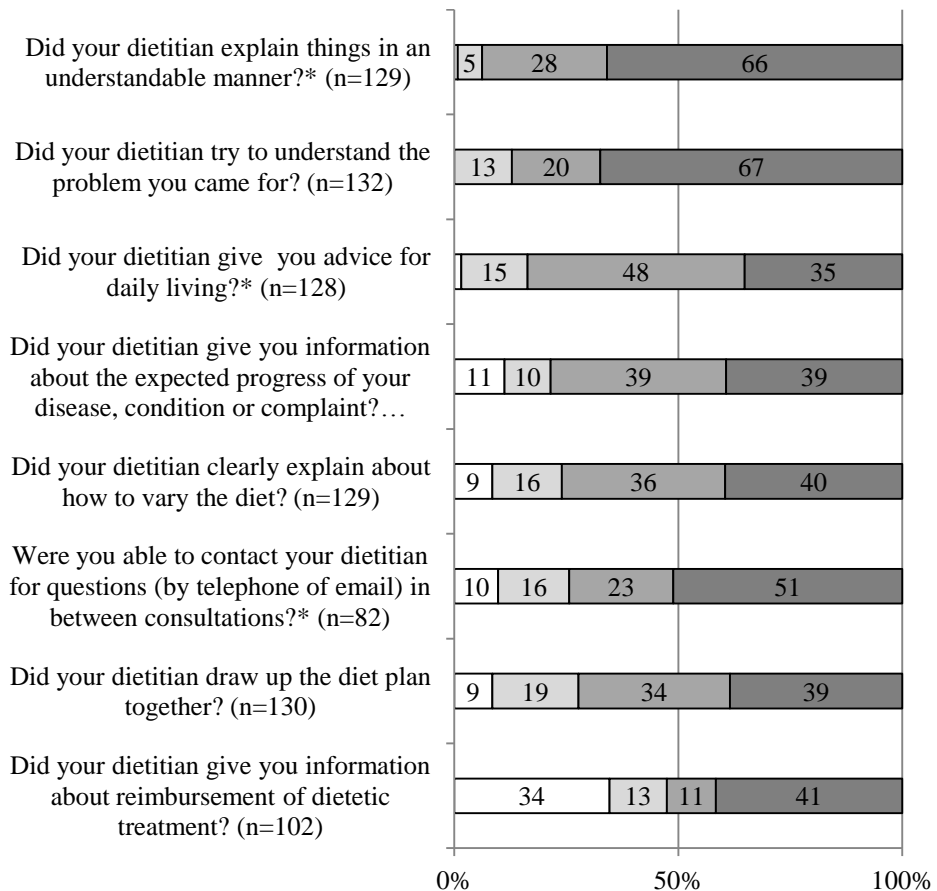 Did your dietitian explain things in an
understandable manner?* (n=129)
5 28 66
Did your dietitian try to understand the
problem you came for? (n=132)
13 20 67
Did your dietitian give  you advice for
daily living?* (n=128)
15 48 35
Did your dietitian give you information
about the expected progress of your
disease, condition or complaint?…
11 10 39 39
Did your dietitian clearly explain about
how to vary the diet? (n=129)
9 16 36 40
Were you able to contact your dietitian
for questions (by telephone of email) in
between consultations?* (n=82)
10 16 23 51
Did your dietitian draw up the diet plan
together? (n=130)
9 19 34 39
Did your dietitian give you information
about reimbursement of dietetic
treatment? (n=102)
34 13 11 41
0% 50% 100%